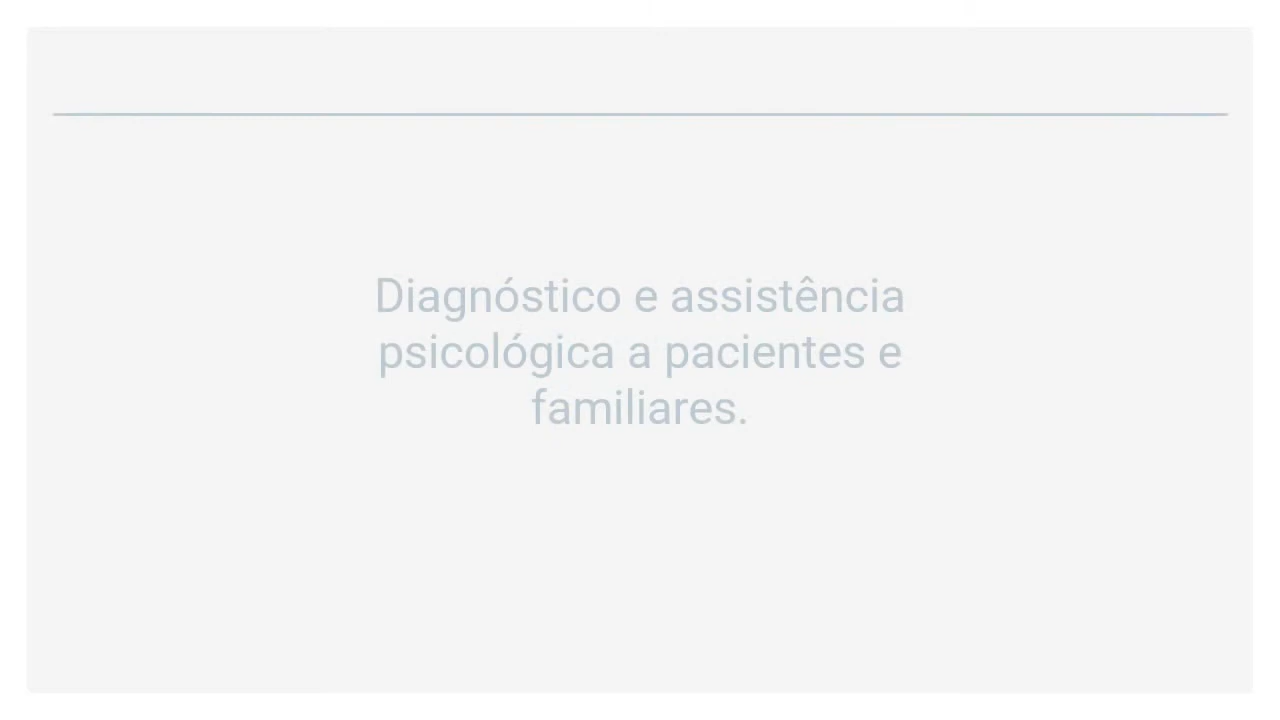 Diagnóstico e assistência
psicológica a pacientes e
familiares.